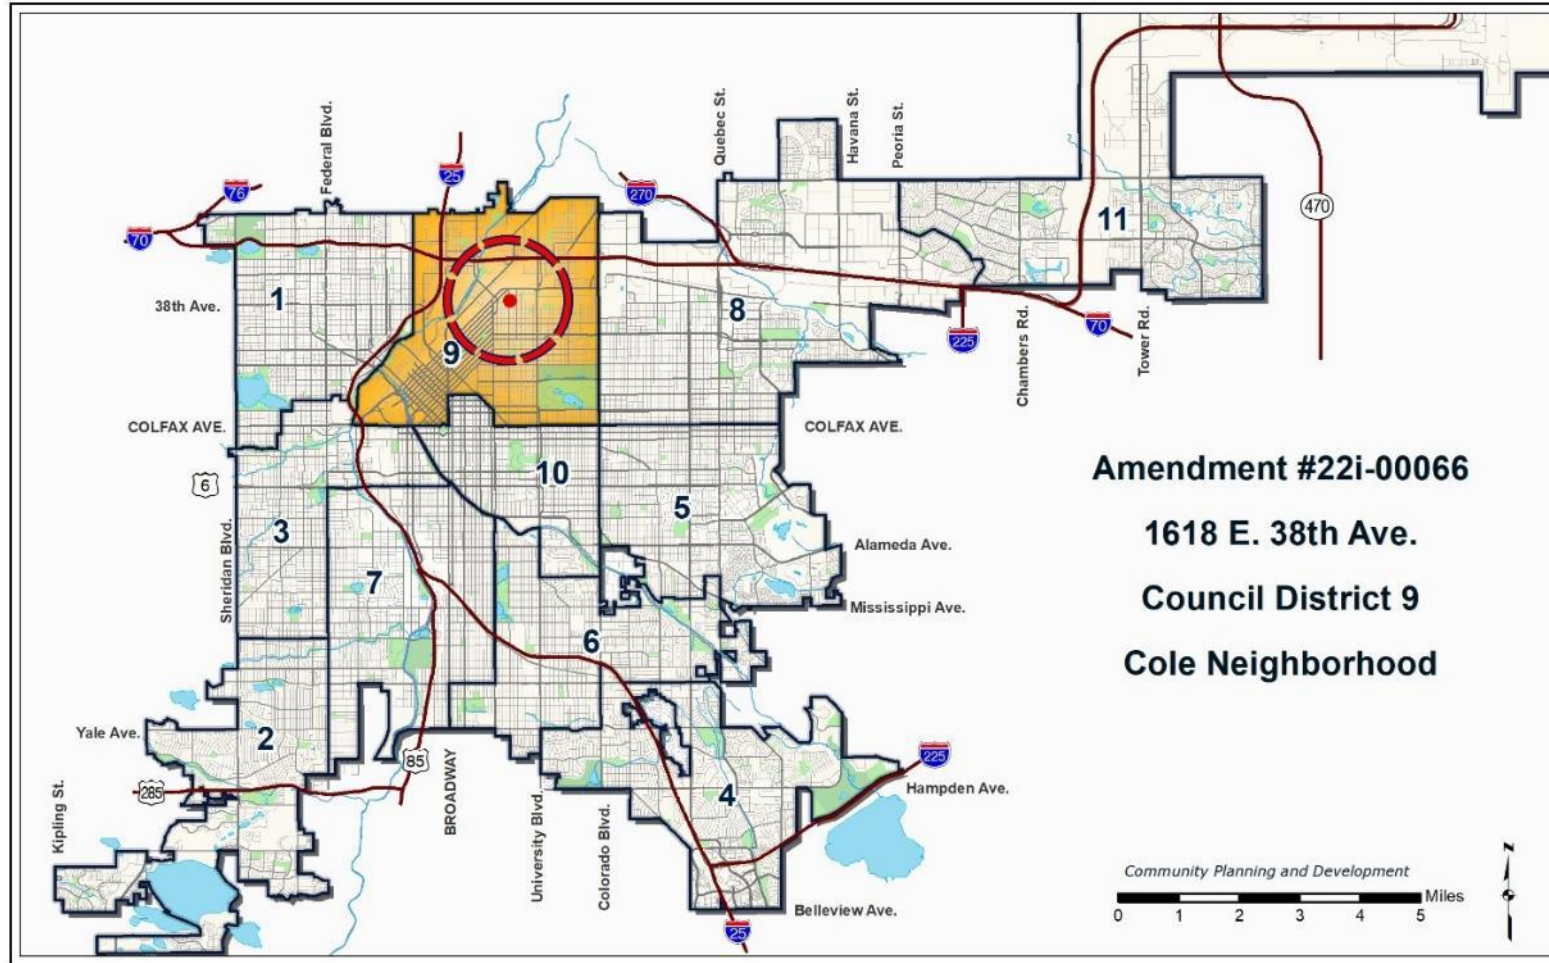 Federal Blvd.
Quebec St.
Havana St.
Peoria St.
76
25
270
70
470
11
1
38th Ave.
8
9
225
70
Chambers Rd.
Tower Rd.
COLFAX AVE.
COLFAX AVE.
6
10
5
3
Sheridan Blvd.
7
Alameda Ave.
Mississippi Ave.
6
Amendment #22i-00066
1618 E. 38th Ave.
Council District 9
Cole Neighborhood
Yale Ave.
2
85
BROADWAY
285
Kipling St.
University Blvd.
Colorado Blvd.
4
225
Hampden Ave.
Belleview Ave.
25
Community Planning and Development
Miles
0 1 2 3 4 5
N